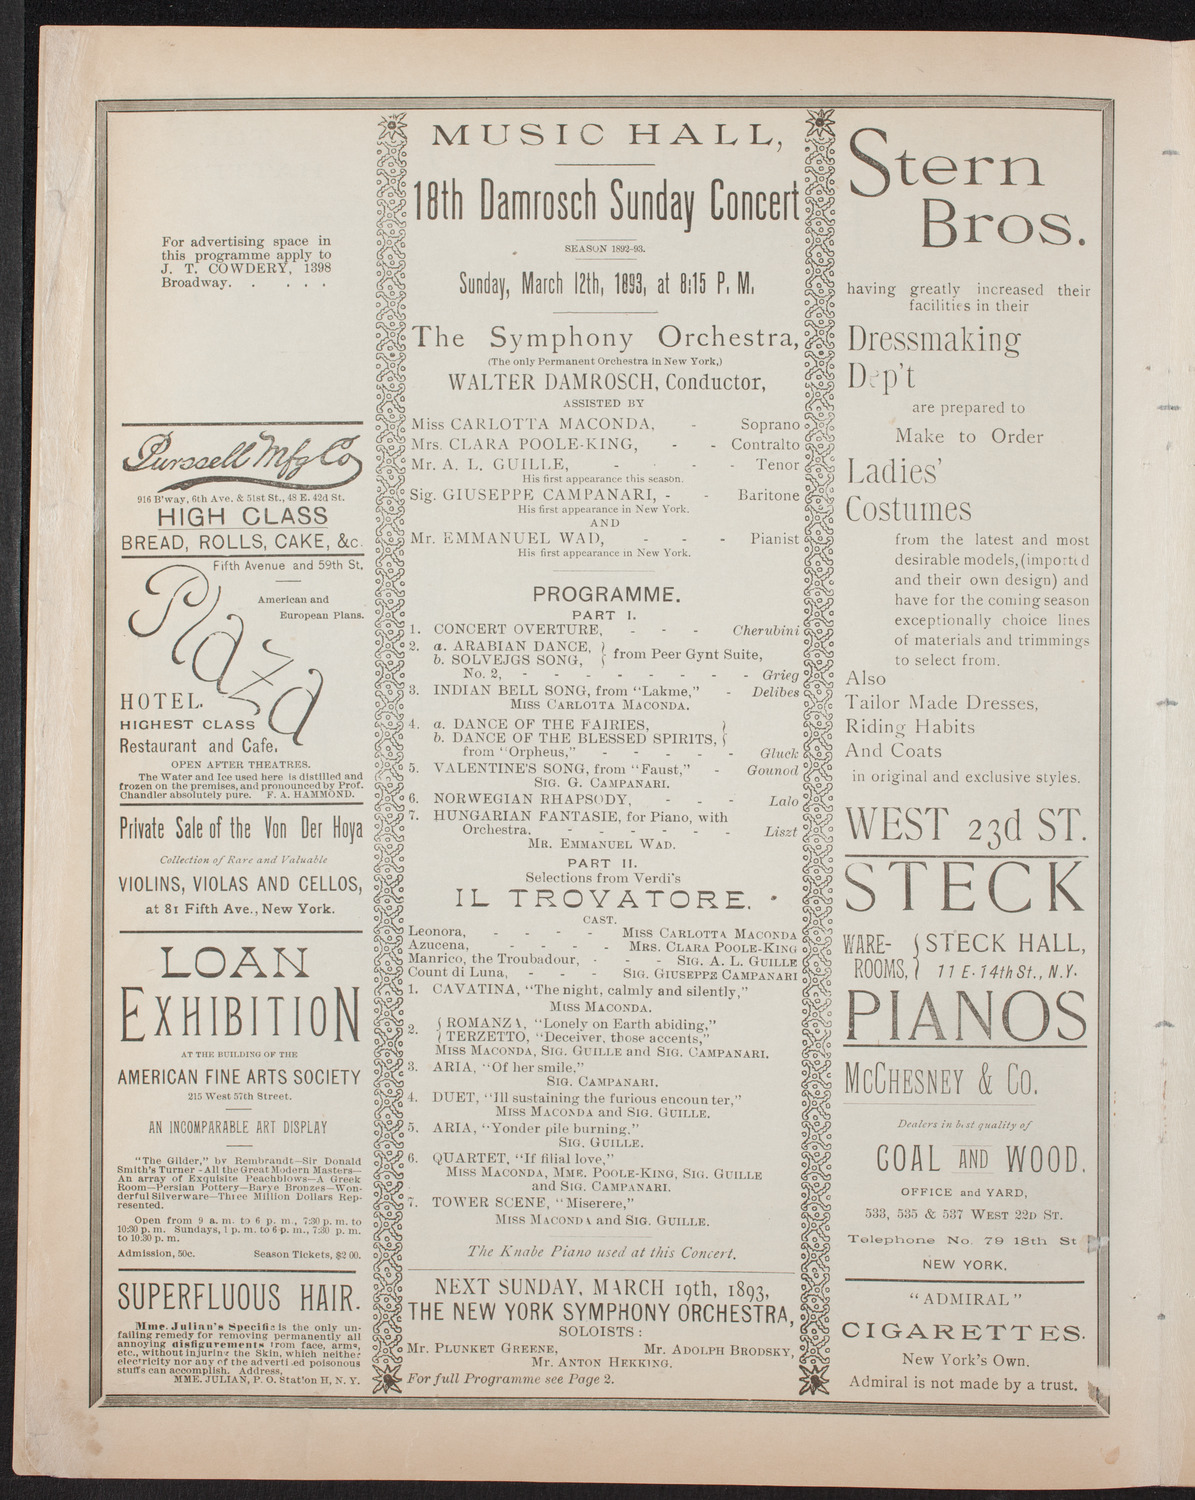 For advertising space in
this programme apply to
J. T. COWDERY, 1398
Broadway. . . . .
Purssell Mfg Co
916 B'way, 6th Ave. & 51st St., 48 E. 42d St.
HIGH CLASS
BREAD, ROLLS, CAKE, &c.
Fifth Avenue and 59th St,
Plaza
American and
European Plans.
HOTEL.
HIGHEST CLASS
Restaurant and Cafe,
OPEN AFTER THEATRES.
The Water and Ice used here is distilled and
frozen on the premises, and pronounced by Prof.
Chandler absolutely pure. F. A. HAMMOND.
Private Sale of the Von Der Hoya
Collection of Rare and Valuable
VIOLINS, VIOLAS AND CELLOS,
at 81 Fifth Ave., New York.
LOAN
EXHIBITION
AT THE BUILDING OF THE
AMERICAN FINE ARTS SOCIETY
215 West 57th Street.
AN INCOMPARABLE ART DISPLAY
"The Gilder," by Rembrandt—Sir Donald
Smith's Turner—All the Great Modern Masters—
An array of Exquisite Peachblows—A Greek
Room—Persian Pottery—Barye Bronzes—Won-
derful Silverware—Three Million Dollars Rep-
resented.
Open from 9 a. m. to 6 p. m., 7:30 p. m. to
10:30 p. m. Sundays, 1 p. m. to 6 p. m., 7:30 p. m.
to 10:30 p. m.
Admission, 50c. Season Tickets, $2 00.
SUPERFLUOUS HAIR.
Mme. Julian's Specific is the only un-
failing remedy for removing permanently all
annoying disfigurements from face, arms,
etc., without injuring the Skin, which neither
electricity nor any of the advertised poisonous
stuffs can accomplish. Address,
MME. JULIAN, P. O. Station H, N. Y.
MUSIC HALL,
18th Damrosch Sunday Concert
SEASON 1892-93.
Sunday, March 12th, 1893, at 8:15 P. M.
The Symphony Orchestra,
(The only Permanent Orchestra in New York,)
WALTER DAMROSCH, Conductor,
ASSISTED BY
Miss CARLOTTA MACONDA, - Soprano
Mrs. CLARA POOLE-KING, - - Contralto
Mr. A. L. GUILLE, - - - Tenor
His first appearance this season.
Sig. GIUSEPPE CAMPANARI, - - Baritone
His first appearance in New York.
AND
Mr. EMMANUEL WAD, - - - Pianist
His first appearance in New York.
PROGRAMME.
PART I.
1. CONCERT OVERTURE, - - - Cherubini
2. a. ARABIAN DANCE,
b. SOLVEJGS SONG, } from Peer Gynt Suite,
No. 2, - - - - - - - - Grieg
3. INDIAN BELL SONG, from "Lakme," - Delibes
MISS CARLOTTA MACONDA.
4. a. DANCE OF THE FAIRIES, }
b. DANCE OF THE BLESSED SPIRITS,
from "Orpheus," - - - - - Gluck
5. VALENTINE'S SONG, from "Faust," - Gounod
SIG. G. CAMPANARI.
6. NORWEGIAN RHAPSODY, - - - Lalo
7. HUNGARIAN FANTASIE, for Piano, with
Orchestra. - - - - - - Liszt
MR. EMMANUEL WAD.
PART II.
Selections from Verdi's
IL TROVATORE.
CAST.
Leonora, - - - - MISS CARLOTTA MACONDA
Azucena, - - - - MRS. CLARA POOLE-KING
Manrico, the Troubadour, - - - SIG. A. L. GUILLE
Count di Luna, - - - SIG. GIUSEPPE CAMPANARI
1. CAVATINA, "The night, calmly and silently,"
MISS MACONDA.
2. { ROMANZA, "Lonely on Earth abiding,"
TERZETTO, "Deceiver, those accents,"
MISS MACONDA, SIG. GUILLE and SIG. CAMPANARI.
3. ARIA, "Of her smile,"
SIG. CAMPANARI.
4. DUET, "Ill sustaining the furious encounter,"
MISS MACONDA and SIG. GUILLE.
5. ARIA, "Yonder pile burning."
SIG. GUILLE.
6. QUARTET, "If filial love,"
MISS MACONDA, MME. POOLE-KING, SIG. GUILLE
and SIG. CAMPANARI.
7. TOWER SCENE, "Miserere,"
MISS MACONDA and SIG. GUILLE.
The Knabe Piano used at this Concert.
NEXT SUNDAY, MARCH 19th, 1893,
THE NEW YORK SYMPHONY ORCHESTRA,
SOLOISTS:
Mr. PLUNKET GREENE, Mr. ADOLPH BRODSKY,
Mr. ANTON HEKKING.
For full Programme see Page 2.
Stern
Bros.
having greatly increased their
facilities in their
Dressmaking
Dep't
are prepared to
Make to Order
Ladies'
Costumes
from the latest and most
desirable models, (imported
and their own design) and
have for the coming season
exceptionally choice lines
of materials and trimmings
to select from.
Also
Tailor Made Dresses,
Riding Habits
And Coats
in original and exclusive styles.
WEST 23d ST.
STECK
WARE-
ROOMS, { STECK HALL,
11 E. 14th St., N.Y.
PIANOS
MCCHESNEY & CO.
Dealers in best quality of
COAL AND WOOD.
OFFICE and YARD,
533, 535 & 537 WEST 22D ST.
Telephone No. 79 18th St
NEW YORK.
"ADMIRAL"
CIGARETTES.
New York's Own.
Admiral is not made by a trust.